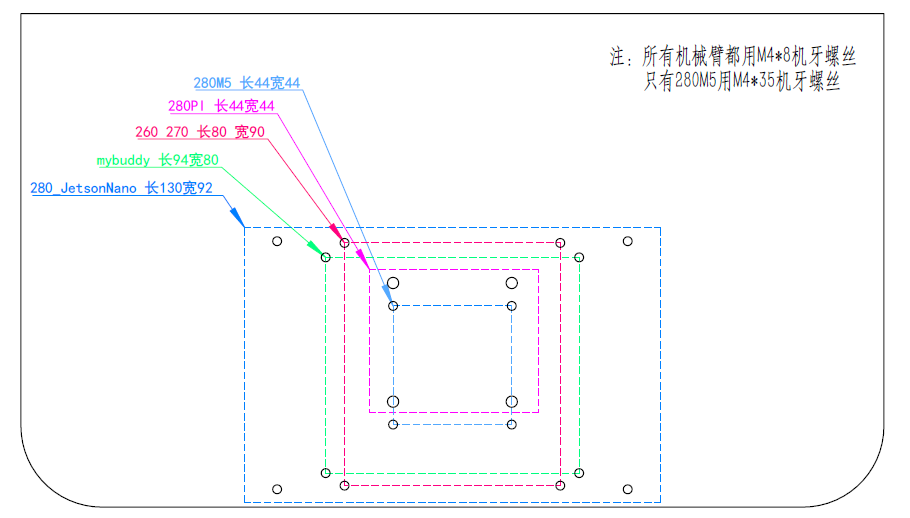 注：所有机械臂都用M4*8机牙螺丝
只有280M5用M4*35机牙螺丝
280M5 长44宽44
280PI 长44宽44
260 270 长80 宽90
mybuddy 长94宽80
280_JetsonNano 长130宽92